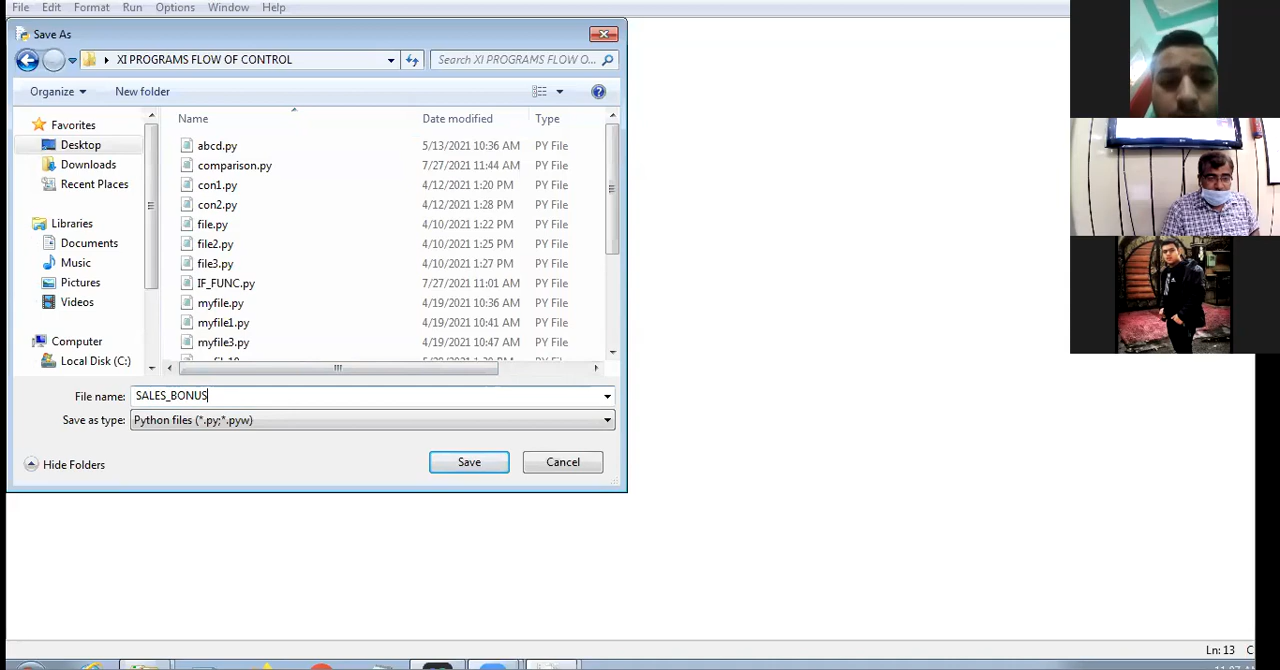 File Edit Format Run Options Window Help
Save As
XI PROGRAMS FLOW OF CONTROL Search XI PROGRAMS FLOW O...
Organize New folder
Name Date modified Type
Favorites
Desktop
Downloads
Recent Places
Libraries
Documents
Music
Pictures
Videos
Computer
Local Disk (C:)
abcd.py 5/13/2021 10:36 AM PY File
comparison.py 7/27/2021 11:44 AM PY File
con1.py 4/12/2021 1:20 PM PY File
con2.py 4/12/2021 1:28 PM PY File
file.py 4/10/2021 1:22 PM PY File
file2.py 4/10/2021 1:25 PM PY File
file3.py 4/10/2021 1:27 PM PY File
IF_FUNC.py 7/27/2021 11:01 AM PY File
myfile.py 4/19/2021 10:36 AM PY File
myfile1.py 4/19/2021 10:41 AM PY File
myfile3.py 4/19/2021 10:47 AM PY File
File name: SALES_BONUS
Save as type: Python files (*.py;*.pyw)
Hide Folders Save Cancel
Ln: 13